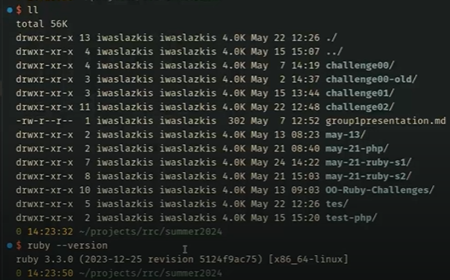 $ ll
total 56K
drwxr-xr-x 13 iwaslazkis iwaslazkis 4.0K May 22 12:26 ./
drwxr-xr-x 4 iwaslazkis iwaslazkis 4.0K May 15 15:07 ../
drwxr-xr-x 4 iwaslazkis iwaslazkis 4.0K May 7 14:19 challenge00/
drwxr-xr-x 3 iwaslazkis iwaslazkis 4.0K May 2 14:37 challenge00-old/
drwxr-xr-x 3 iwaslazkis iwaslazkis 4.0K May 15 13:44 challenge01/
drwxr-xr-x 11 iwaslazkis iwaslazkis 4.0K May 22 12:48 challenge02/
-rw-r--r-- 1 iwaslazkis iwaslazkis 302 May 7 12:52 group1presentation.md
drwxr-xr-x 2 iwaslazkis iwaslazkis 4.0K May 13 08:23 may-13/
drwxr-xr-x 4 iwaslazkis iwaslazkis 4.0K May 21 08:40 may-21-php/
drwxr-xr-x 7 iwaslazkis iwaslazkis 4.0K May 24 14:22 may-21-ruby-s1/
drwxr-xr-x 8 iwaslazkis iwaslazkis 4.0K May 21 15:03 may-21-ruby-s2/
drwxr-xr-x 10 iwaslazkis iwaslazkis 4.0K May 13 09:03 OO-Ruby-Challenges/
drwxr-xr-x 5 iwaslazkis iwaslazkis 4.0K May 22 12:26 tes/
drwxr-xr-x 2 iwaslazkis iwaslazkis 4.0K May 15 15:20 test-php/
0 14:23:32 ~/projects/rrc/summer2024
$ ruby --version
ruby 3.3.0 (2023-12-25 revision 5124f9ac75) [x86_64-linux]
0 14:23:50 ~/projects/rrc/summer2024